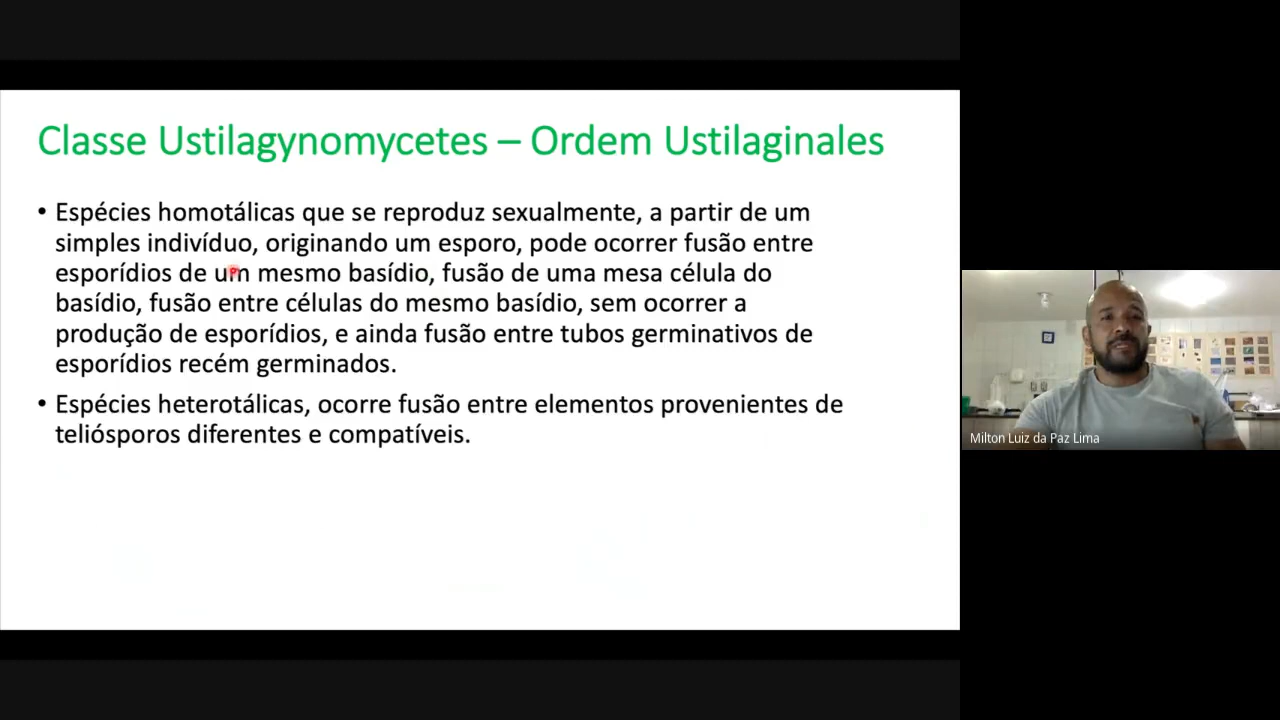 Classe Ustilagynomycetes – Ordem Ustilaginales
• Espécies homotálicas que se reproduz sexualmente, a partir de um
simples indivíduo, originando um esporo, pode ocorrer fusão entre
esporídios de um mesmo basídio, fusão de uma mesa célula do
basídio, fusão entre células do mesmo basídio, sem ocorrer a
produção de esporídios, e ainda fusão entre tubos germinativos de
esporídios recém germinados.
• Espécies heterotálicas, ocorre fusão entre elementos provenientes de
teliósporos diferentes e compatíveis.
Milton Luiz da Paz Lima